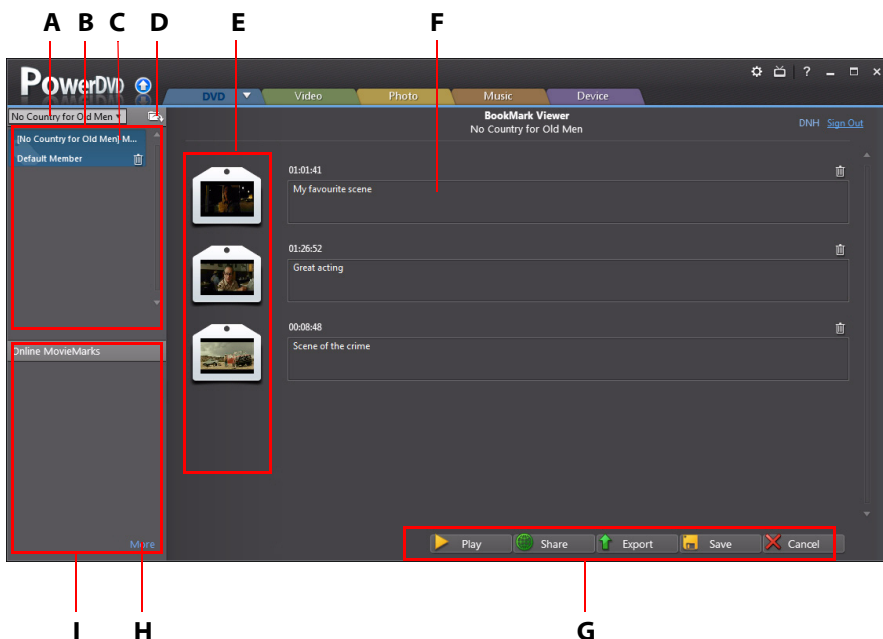 A B C D E F
PowerDVD
?
DVD Video Photo Music Device
No Country for Old Men
BookMark Viewer
No Country for Old Men
DNH Sign Out
[No Country for Old Men] M...
Default Member
01:01:41
My favourite scene
01:26:52
Great acting
00:08:48
Scene of the crime
Online MovieMarks
More
Play Share Export Save Cancel
I H G